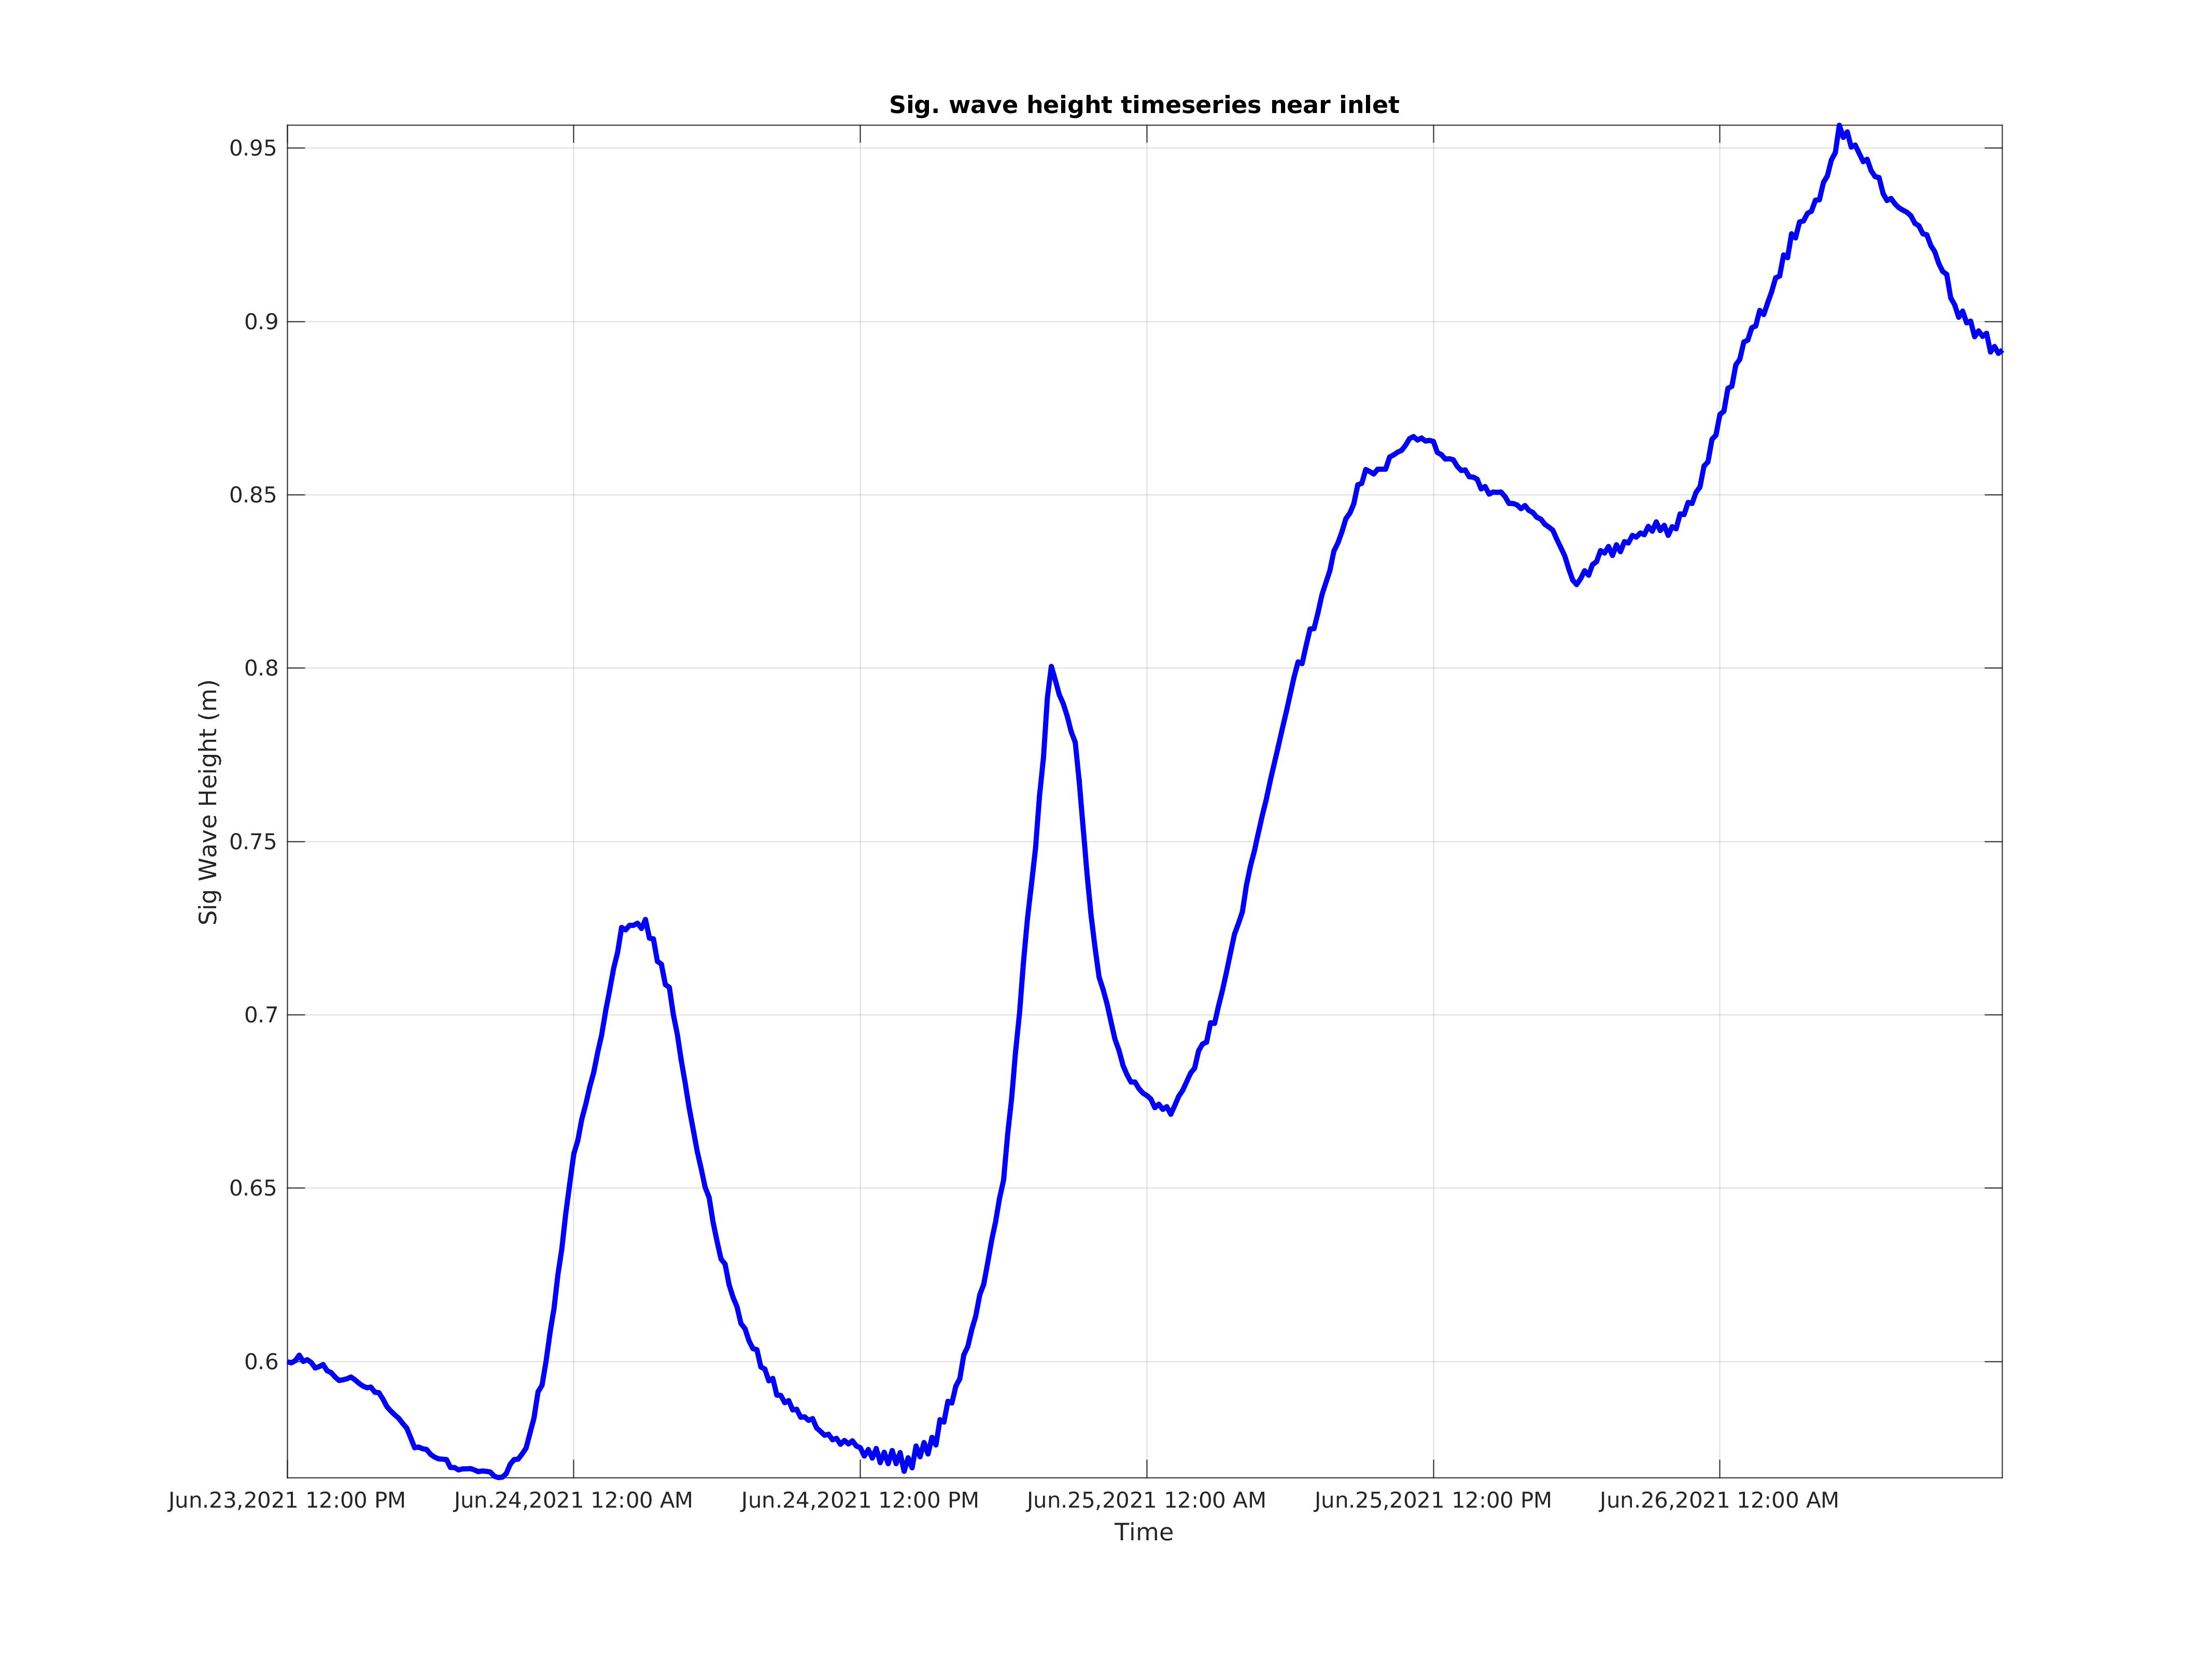 Sig. wave height timeseries near inlet
0.95
0.9
0.85
0.8
0.75
0.7
0.65
0.6
Sig Wave Height (m)
Jun.23,2021 12:00 PM
Jun.24,2021 12:00 AM
Jun.24,2021 12:00 PM
Jun.25,2021 12:00 AM
Jun.25,2021 12:00 PM
Jun.26,2021 12:00 AM
Time